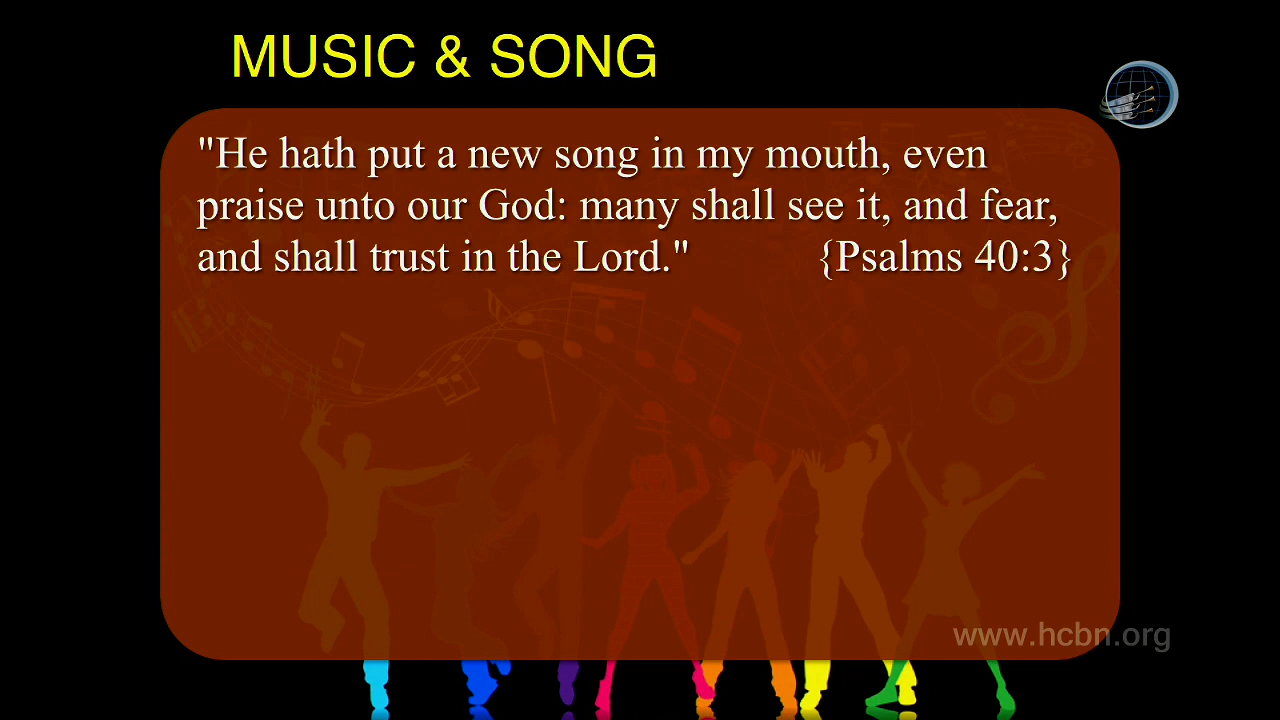 MUSIC & SONG
"He hath put a new song in my mouth, even
praise unto our God: many shall see it, and fear,
and shall trust in the Lord." {Psalms 40:3}
www.hcbn.org